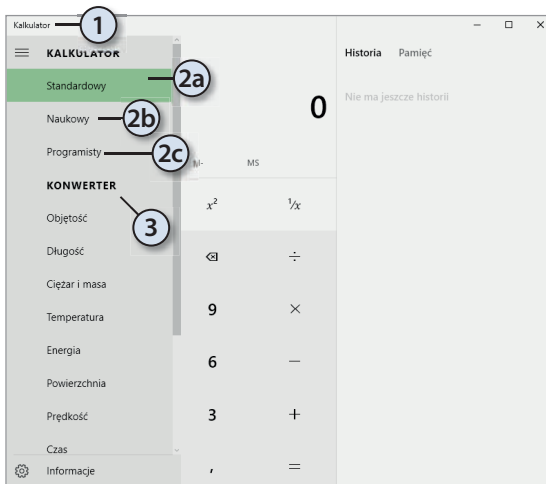 Kalkulator
1
KALKULATOR
Historia Pamięć
Standardowy
2a
0
Nie ma jeszcze historii
Naukowy
2b
Programisty
2c
MS
KONWERTER
x² ¹/x
Objętość
3
Długość
÷
Ciężar i masa
9 ×
Temperatura
Energia
6 −
Powierzchnia
Prędkość
3 +
Czas
Informacje
, =